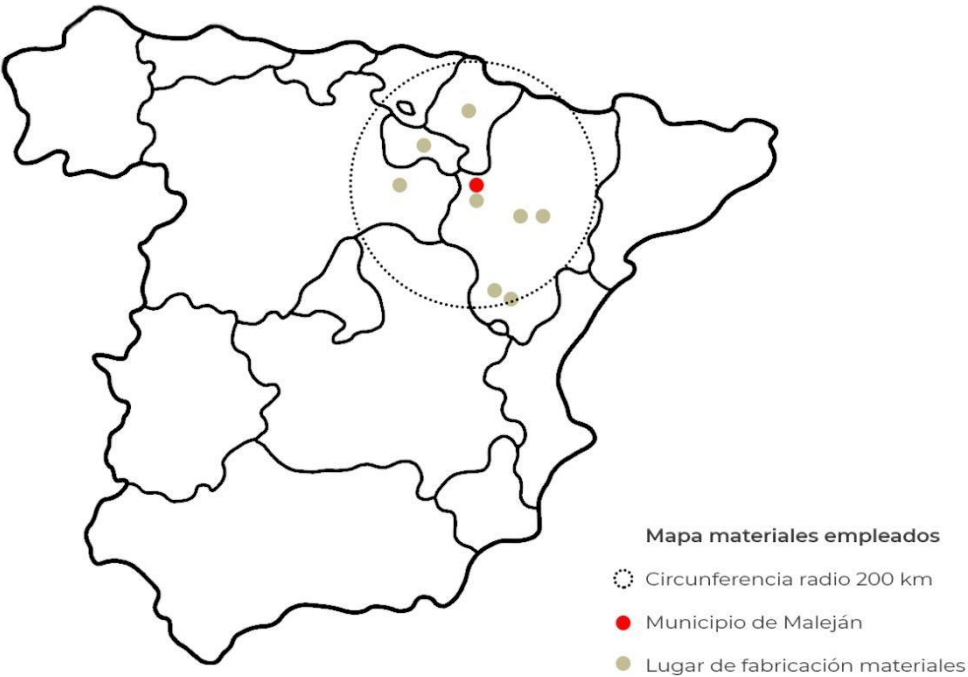 Mapa materiales empleados
Circunferencia radio 200 km
Municipio de Maleján
Lugar de fabricación materiales